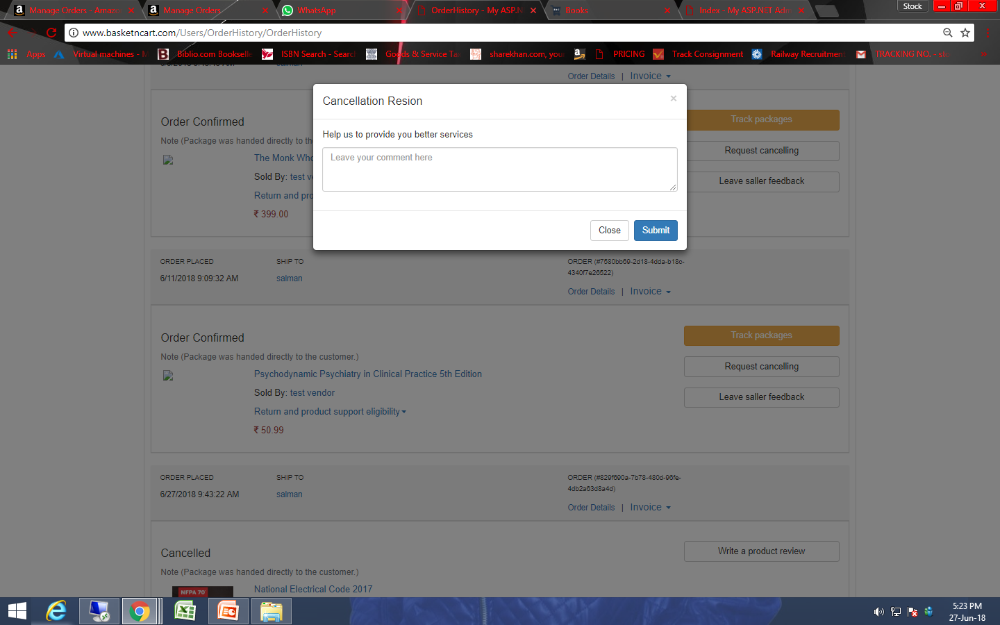 Manage Orders - Amazo
Manage Orders
WhatsApp
OrderHistory - My ASP.N
Books
Index - My ASP.NET Adm
Stock
www.basketncart.com/Users/OrderHistory/OrderHistory
Apps
Virtual machines - M
Biblio.com Booksell
ISBN Search - Search
Goods & Service Tax
sharekhan.com, your
PRICING
Track Consignment
Railway Recruitment
TRACKING NO. - sto
salman
Order Details | Invoice
Cancellation Resion
×
Help us to provide you better services
Leave your comment here
Close
Submit
Order Confirmed
Note (Package was handed directly to the
The Monk Who
Sold By: test ve
Return and pro
₹ 399.00
Track packages
Request cancelling
Leave saller feedback
ORDER PLACED
SHIP TO
ORDER (#7580bb69-2d18-4dda-b18c-
4340f7e26522)
6/11/2018 9:09:32 AM
salman
Order Details | Invoice
Order Confirmed
Note (Package was handed directly to the customer.)
Psychodynamic Psychiatry in Clinical Practice 5th Edition
Sold By: test vendor
Return and product support eligibility
₹ 50.99
Track packages
Request cancelling
Leave saller feedback
ORDER PLACED
SHIP TO
ORDER (#829f690a-7b78-480d-96fe-
4db2a63d8a4d)
6/27/2018 9:43:22 AM
salman
Order Details | Invoice
Cancelled
Note (Package was handed directly to the customer.)
NFPA 70
National Electrical Code 2017
Write a product review
5:23 PM
27-Jun-18